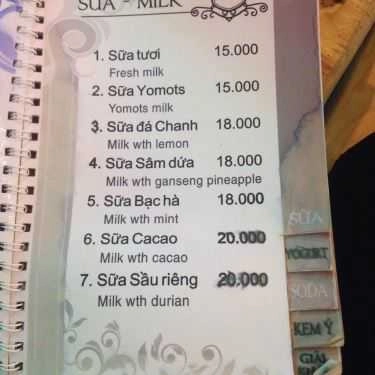 SỮA - MILK
1. Sữa tươi 15.000
Fresh milk
2. Sữa Yomots 15.000
Yomots milk
3. Sữa đá Chanh 18.000
Milk wth lemon
4. Sữa Sâm dứa 18.000
Milk wth ganseng pineapple
5. Sữa Bạc hà 18.000
Milk wth mint
6. Sữa Cacao 20.000
Milk wth cacao
7. Sữa Sầu riêng 20.000
Milk wth durian
SỮA
YOGURT
SODA
KEM Ý
GIẢI